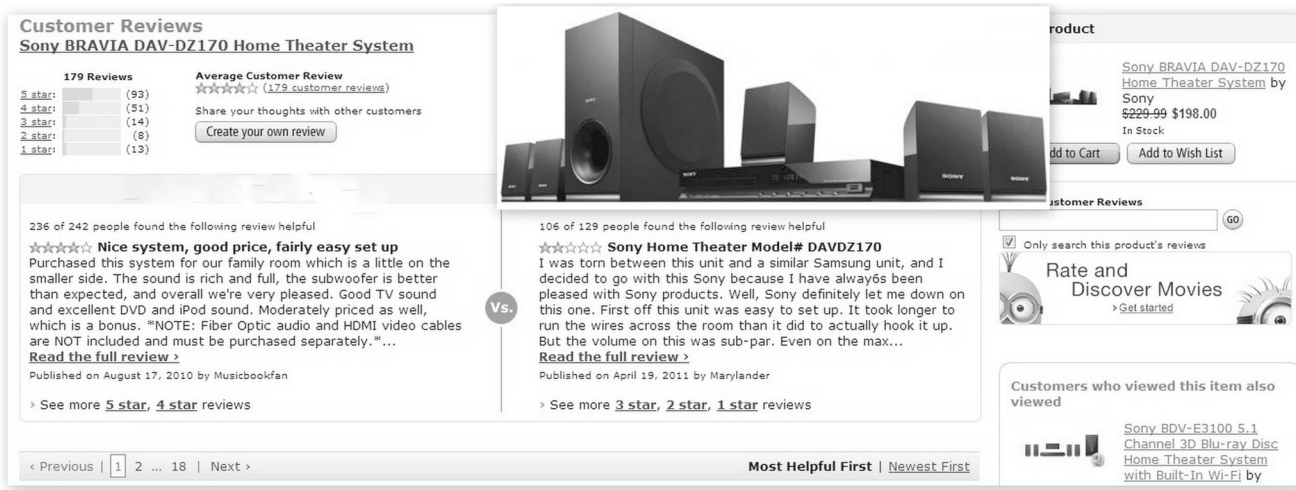 Customer Reviews
Sony BRAVIA DAV-DZ170 Home Theater System
179 Reviews
5 star: (93)
4 star: (51)
3 star: (14)
2 star: (8)
1 star: (13)
Average Customer Review
(179 customer reviews)
Share your thoughts with other customers
Create your own review
SONY
SONY
SONY
SONY
roduct
Sony BRAVIA DAV-DZ170
Home Theater System by
Sony
$229.99 $198.00
In Stock
dd to Cart
Add to Wish List
236 of 242 people found the following review helpful
Nice system, good price, fairly easy set up
Purchased this system for our family room which is a little on the
smaller side. The sound is rich and full, the subwoofer is better
than expected, and overall we're very pleased. Good TV sound
and excellent DVD and iPod sound. Moderately priced as well,
which is a bonus. *NOTE: Fiber Optic audio and HDMI video cables
are NOT included and must be purchased separately.*...
Read the full review ›
Published on August 17, 2010 by Musicbookfan
› See more 5 star, 4 star reviews
Vs.
106 of 129 people found the following review helpful
Sony Home Theater Model# DAVDZ170
I was torn between this unit and a similar Samsung unit, and I
decided to go with this Sony because I have alway6s been
pleased with Sony products. Well, Sony definitely let me down on
this one. First off this unit was easy to set up. It took longer to
run the wires across the room than it did to actually hook it up.
But the volume on this was sub-par. Even on the max...
Read the full review ›
Published on April 19, 2011 by Marylander
› See more 3 star, 2 star, 1 star reviews
ustomer Reviews
GO
Only search this product's reviews
Rate and
Discover Movies
› Get started
Customers who viewed this item also
viewed
Sony BDV-E3100 5.1
Channel 3D Blu-ray Disc
Home Theater System
with Built-In Wi-Fi by
‹ Previous | 1 2 ... 18 | Next ›
Most Helpful First | Newest First